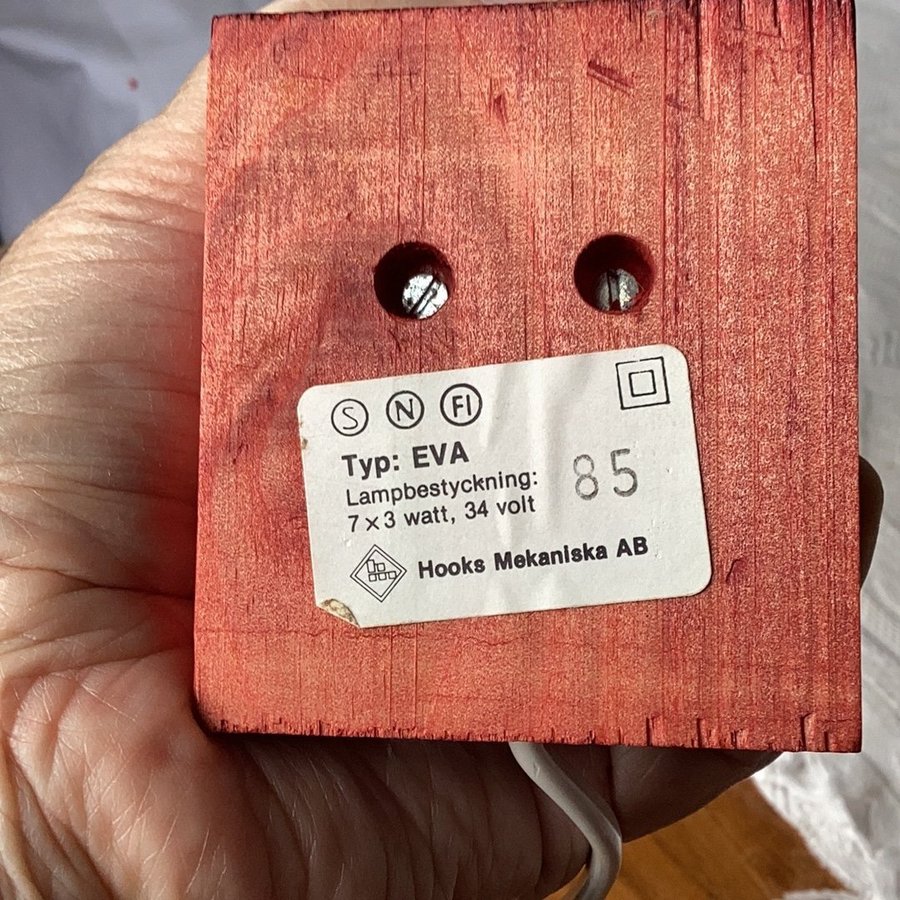 S N FI
Typ: EVA
Lampbestyckning:
7 x 3 watt, 34 volt
85
Hooks Mekaniska AB